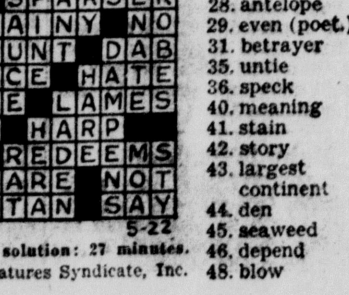 SPARSER
AINY NO
UNT DAB
CE HATE
E LAMES
HARP
REDEEMS
ARE NOT
TAN SAY
5-22
solution: 27 minutes.
atures Syndicate, Inc.
28. antelope
29. even (poet.)
31. betrayer
35. untie
36. speck
40. meaning
41. stain
42. story
43. largest
continent
44. den
45. seaweed
46. depend
48. blow